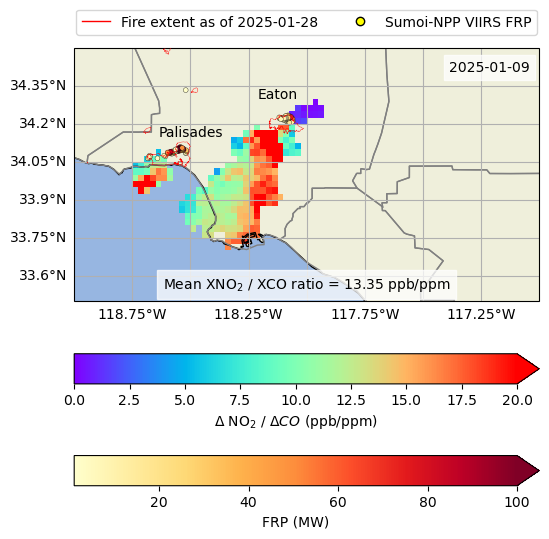 Fire extent as of 2025-01-28 Sumoi-NPP VIIRS FRP
2025-01-09
34.35°N
34.2°N
34.05°N
33.9°N
33.75°N
33.6°N
Eaton
Palisades
Mean XNO₂ / XCO ratio = 13.35 ppb/ppm
118.75°W 118.25°W 117.75°W 117.25°W
0.0 2.5 5.0 7.5 10.0 12.5 15.0 17.5 20.0
Δ NO₂ / ΔCO (ppb/ppm)
20 40 60 80 100
FRP (MW)